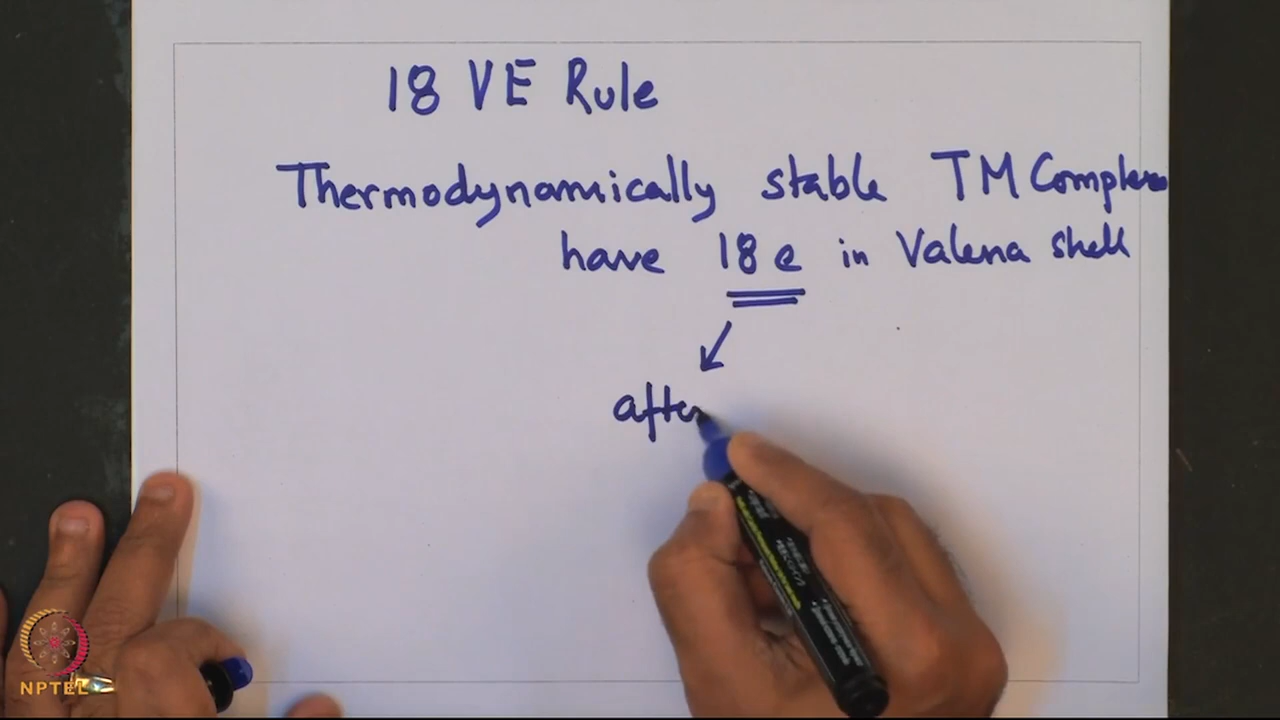 18 VE Rule
Thermodynamically stable TM Complexes
have 18 e in Valena shell
after
NPTEL